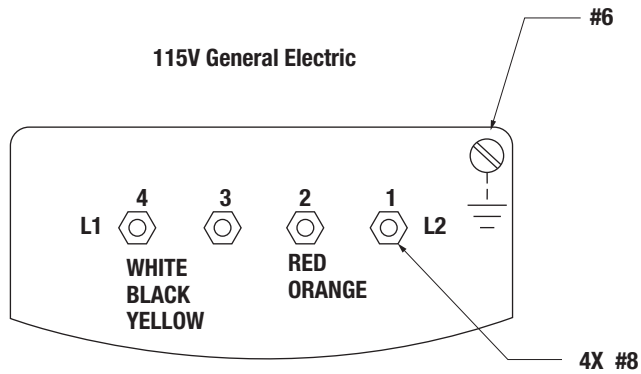 #6
115V General Electric
4 3 2 1
L1 L2
WHITE RED
BLACK ORANGE
YELLOW
4X #8